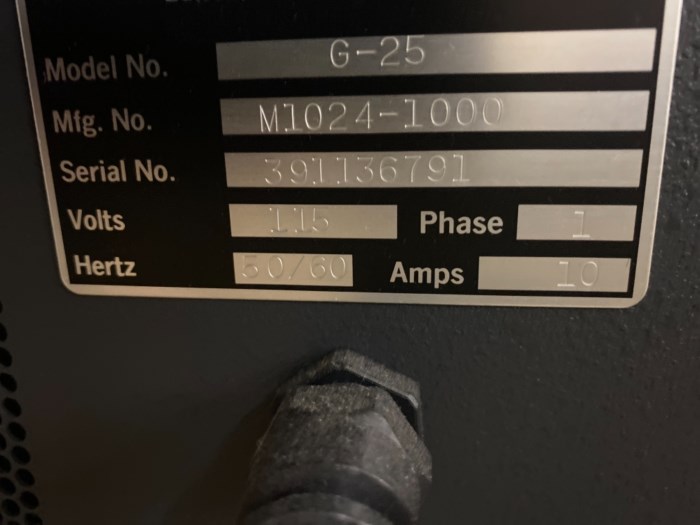 Model No. G-25
Mfg. No. M1024-1000
Serial No. 391136791
Volts 115 Phase 1
Hertz 50/60 Amps 10